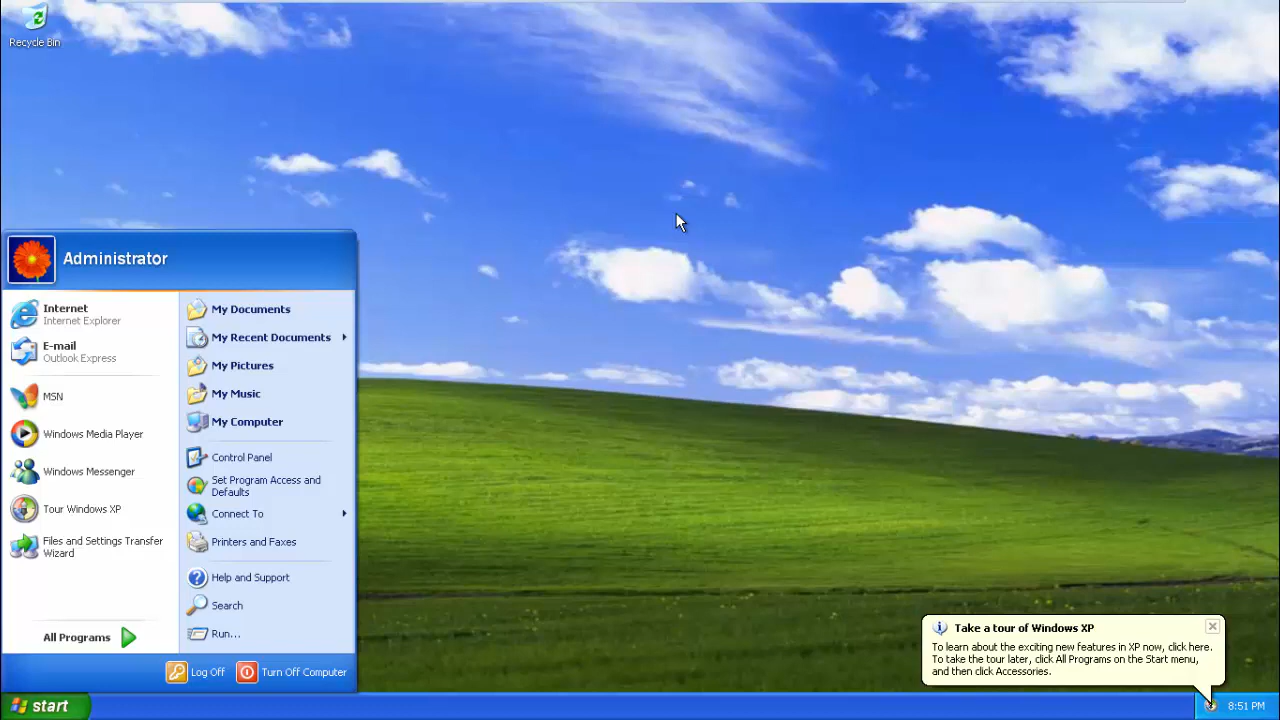 Recycle Bin
Administrator
Internet
Internet Explorer
E-mail
Outlook Express
MSN
Windows Media Player
Windows Messenger
Tour Windows XP
Files and Settings Transfer
Wizard
All Programs
My Documents
My Recent Documents
My Pictures
My Music
My Computer
Control Panel
Set Program Access and
Defaults
Connect To
Printers and Faxes
Help and Support
Search
Run...
Log Off
Turn Off Computer
Take a tour of Windows XP
To learn about the exciting new features in XP now, click here.
To take the tour later, click All Programs on the Start menu,
and then click Accessories.
start
8:51 PM